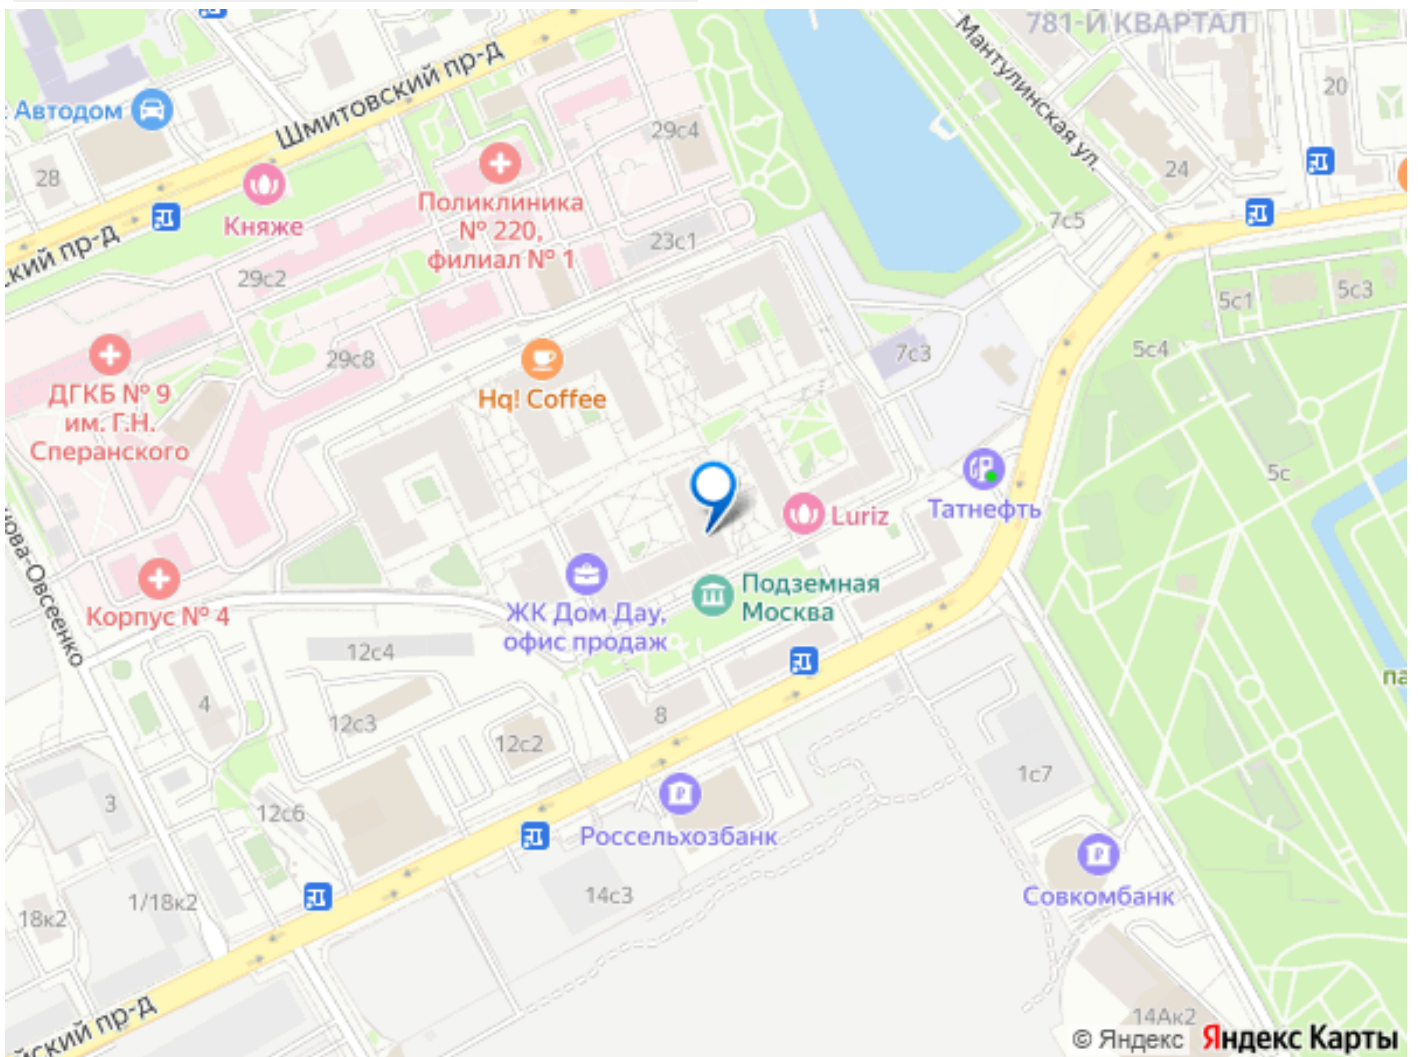 781-Й КВАРТАЛ
Мантулинская ул.
20
Автодом
Шмитовский пр-д
29с4
24
28
Поликлиника
№ 220,
филиал № 1
Княже
7с5
ский пр-д
23с1
29с2
5с1
5с3
ДГКБ № 9
им. Г.Н.
Сперанского
29с8
Hq! Coffee
7с3
5с4
5с
Татнефть
Luriz
нова-Овсеенко
Корпус № 4
ЖК Дом Дау,
офис продаж
Подземная
Москва
12с4
па
4
12с3
8
12с2
1с7
3
12с6
Россельхозбанк
Совкомбанк
14с3
1/18к2
18к2
йский пр-д
14Ак2
© Яндекс Яндекс Карты